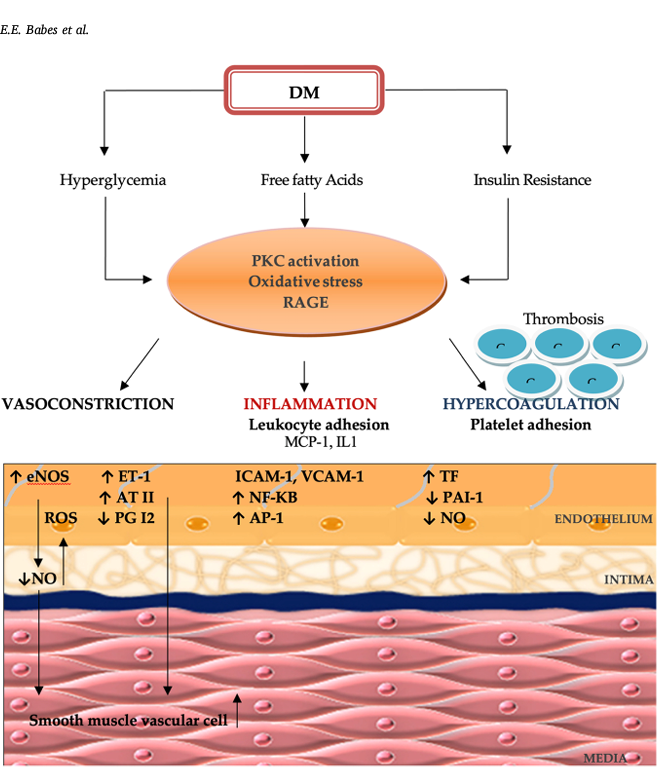 E.E. Babes et al.
DM
Hyperglycemia
Free fatty Acids
Insulin Resistance
PKC activation
Oxidative stress
RAGE
Thrombosis
VASOCONSTRICTION
INFLAMMATION
Leukocyte adhesion
MCP-1, IL1
HYPERCOAGULATION
Platelet adhesion
↑ eNOS
ROS
↓NO
↑ ET-1
↑ AT II
↓ PG I2
ICAM-1, VCAM-1
↑ NF-KB
↑ AP-1
↑ TF
↓ PAI-1
↓ NO
ENDOTHELIUM
INTIMA
Smooth muscle vascular cell ↑
MEDIA